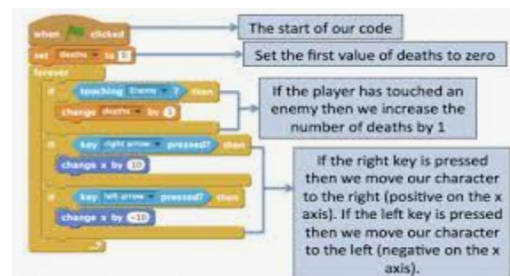 when clicked
The start of our code
set deaths to 0
Set the first value of deaths to zero
forever
if touching Enemy ? then
change deaths by 1
If the player has touched an
enemy then we increase the
number of deaths by 1
if key right arrow pressed? then
change x by 10
if key left arrow pressed? then
change x by -10
If the right key is pressed
then we move our character
to the right (positive on the x
axis). If the left key is pressed
then we move our character
to the left (negative on the x
axis).